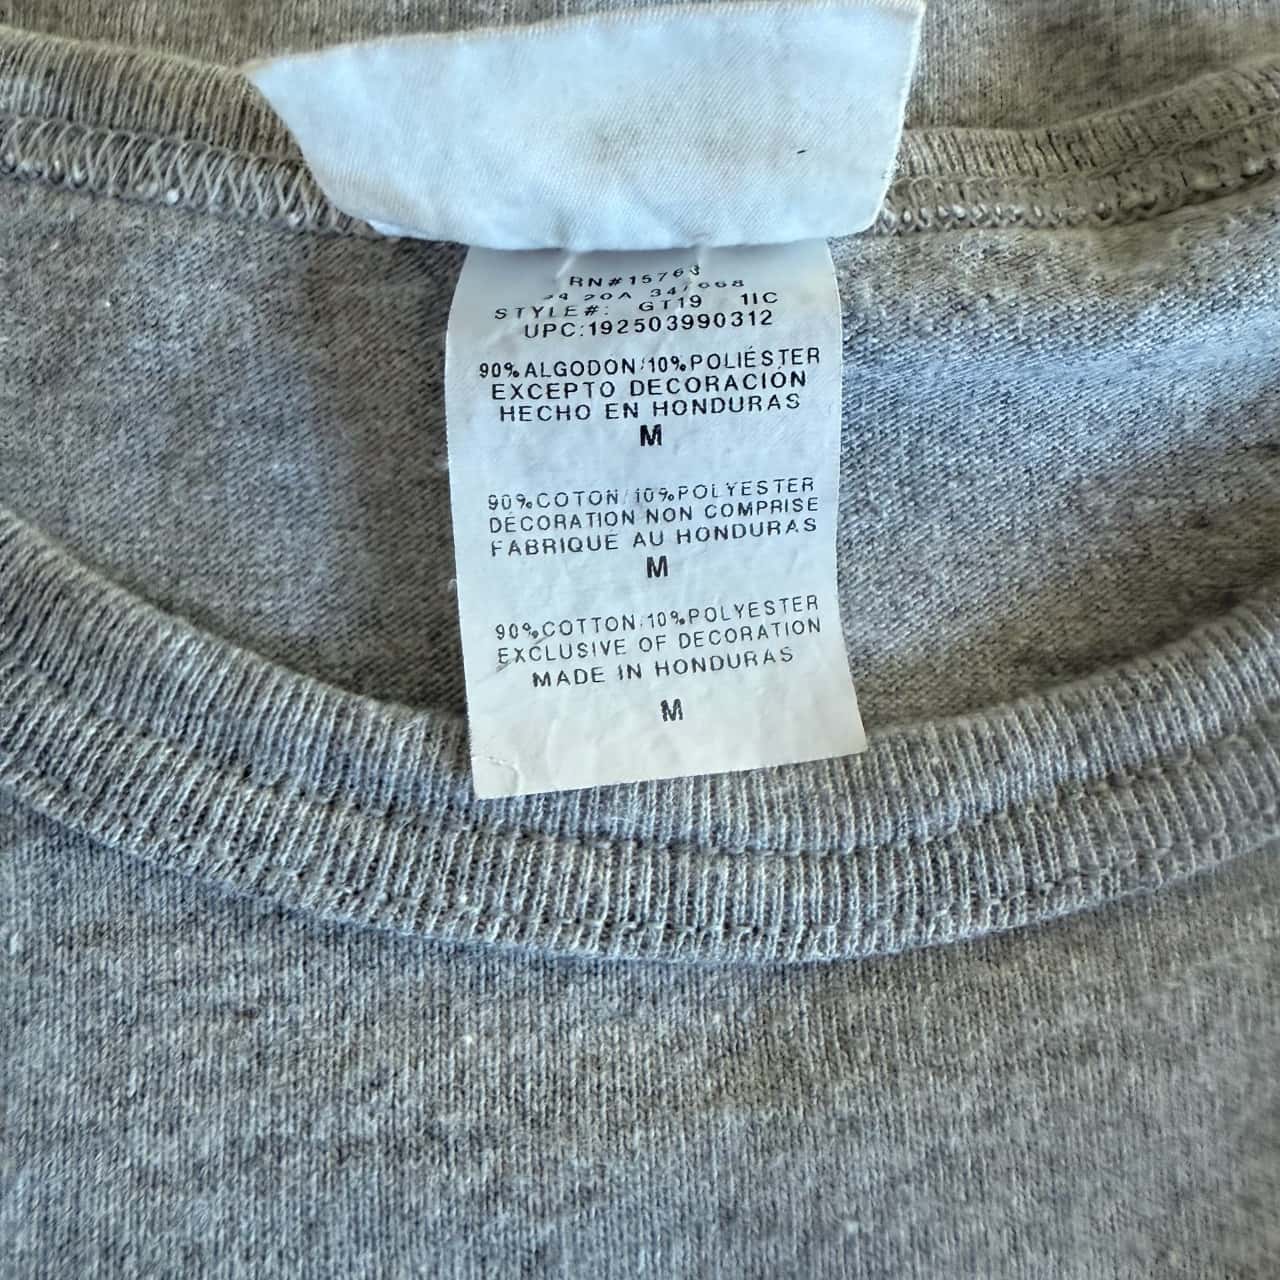 RN#15763
STYLE#: GT19 1IC
UPC:192503990312
90%ALGODON/10%POLIÉSTER
EXCEPTO DECORACIÓN
HECHO EN HONDURAS
M
90%COTON/10%POLYESTER
DÉCORATION NON COMPRISE
FABRIQUÉ AU HONDURAS
M
90%COTTON/10%POLYESTER
EXCLUSIVE OF DECORATION
MADE IN HONDURAS
M